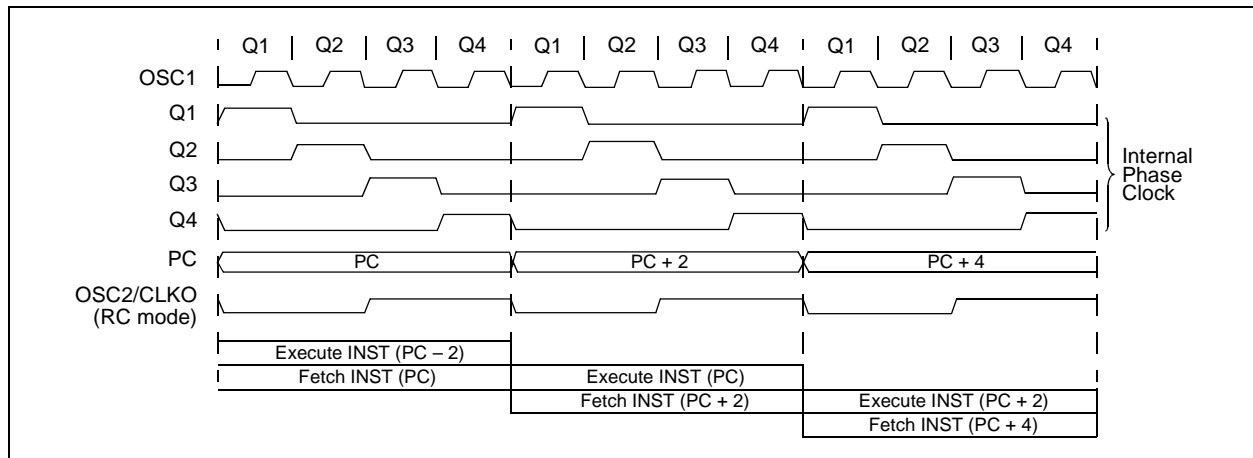 Q1 Q2 Q3 Q4 Q1 Q2 Q3 Q4 Q1 Q2 Q3 Q4
OSC1
Q1
Q2
Q3
Q4
Internal
Phase
Clock
PC PC PC + 2 PC + 4
OSC2/CLKO
(RC mode)
Execute INST (PC – 2)
Fetch INST (PC) Execute INST (PC)
Fetch INST (PC + 2) Execute INST (PC + 2)
Fetch INST (PC + 4)